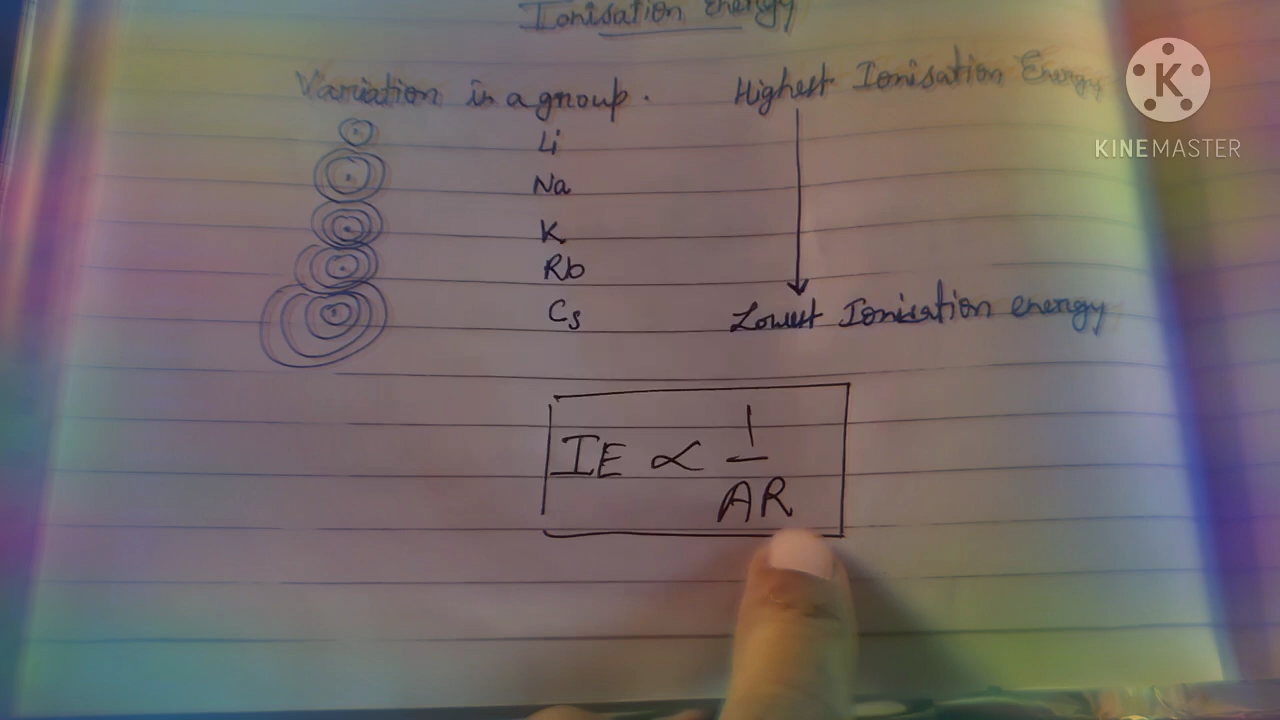 Ionisation Energy
Variation in a group.
Highest Ionisation Energy
Li
Na
K
Rb
Cs
Lowest Ionisation energy
IE ∝ 1/AR
K
KINEMASTER